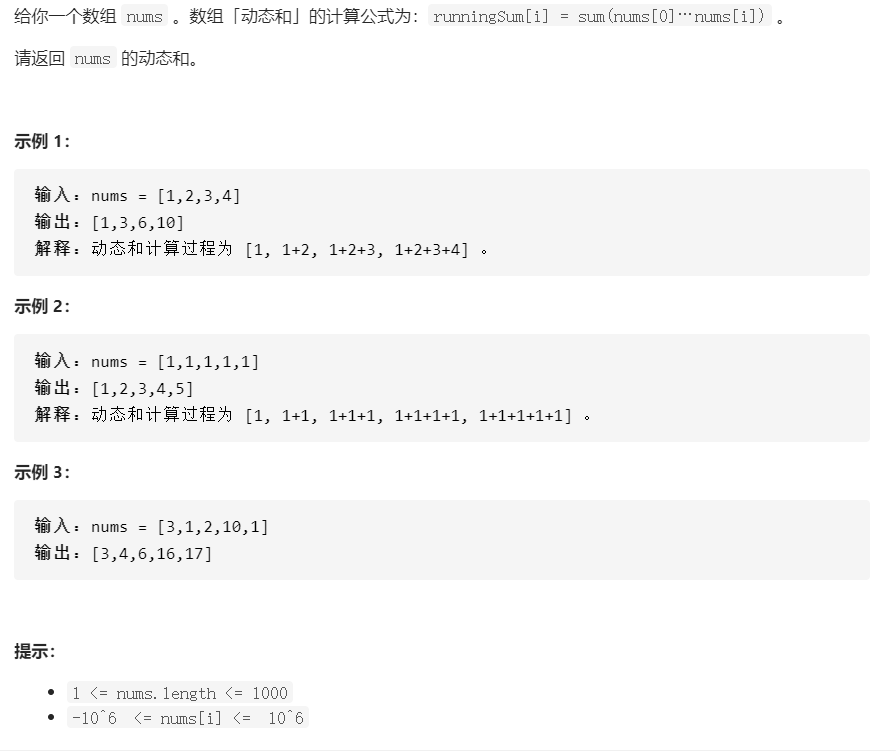 给你一个数组 nums 。数组「动态和」的计算公式为：runningSum[i] = sum(nums[0]…nums[i]) 。
请返回 nums 的动态和。
示例 1：
输入：nums = [1,2,3,4]
输出：[1,3,6,10]
解释：动态和计算过程为 [1, 1+2, 1+2+3, 1+2+3+4] 。
示例 2：
输入：nums = [1,1,1,1,1]
输出：[1,2,3,4,5]
解释：动态和计算过程为 [1, 1+1, 1+1+1, 1+1+1+1, 1+1+1+1+1] 。
示例 3：
输入：nums = [3,1,2,10,1]
输出：[3,4,6,16,17]
提示：
• 1 <= nums.length <= 1000
• -10^6 <= nums[i] <= 10^6